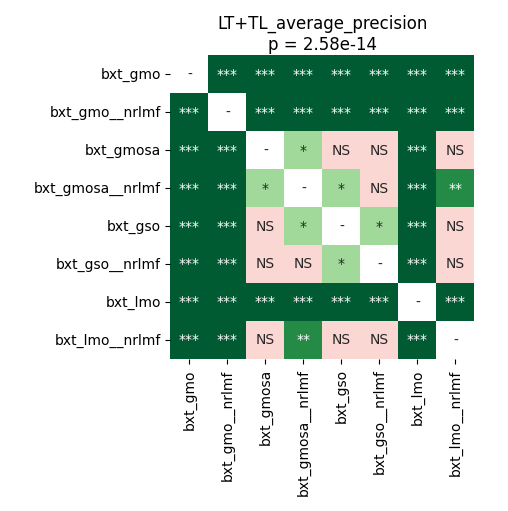 LT+TL_average_precision
p = 2.58e-14
bxt_gmo - *** *** *** *** *** *** ***
bxt_gmo__nrlmf *** - *** *** *** *** *** ***
bxt_gmosa *** *** - * NS NS *** NS
bxt_gmosa__nrlmf *** *** * - * NS *** **
bxt_gso *** *** NS * - * *** NS
bxt_gso__nrlmf *** *** NS NS * - *** NS
bxt_lmo *** *** *** *** *** *** - ***
bxt_lmo__nrlmf *** *** NS ** NS NS *** -
bxt_gmo
bxt_gmo__nrlmf
bxt_gmosa
bxt_gmosa__nrlmf
bxt_gso
bxt_gso__nrlmf
bxt_lmo
bxt_lmo__nrlmf